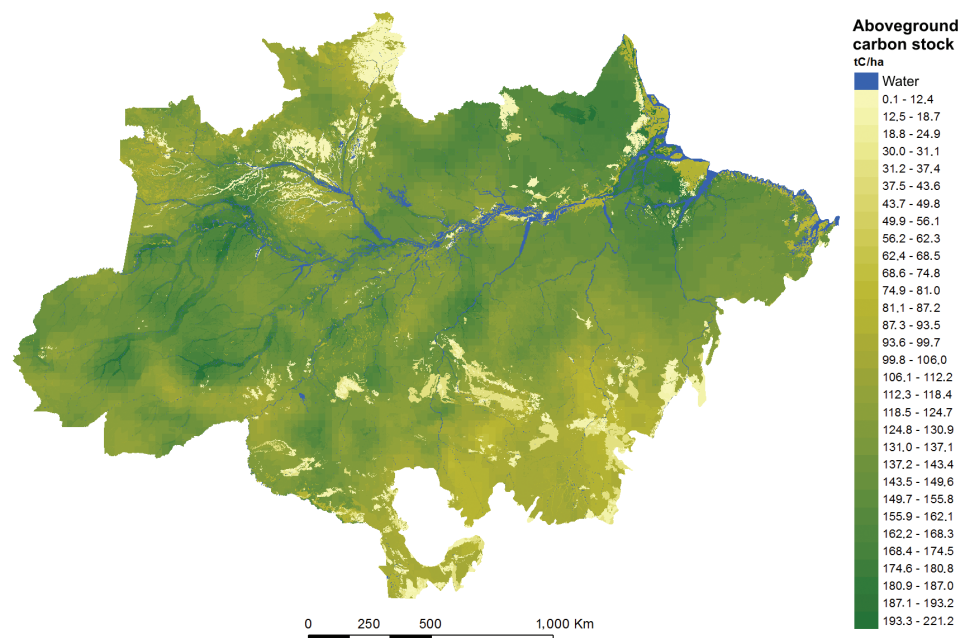 Aboveground
carbon stock
tC/ha
Water
0.1 - 12.4
12.5 - 18.7
18.8 - 24.9
30.0 - 31,1
31.2 - 37.4
37.5 - 43.6
43.7 - 49.8
49.9 - 56.1
56.2 - 62.3
62.4 - 68.5
68.6 - 74.8
74.9 - 81.0
81,1 - 87.2
87.3 - 93.5
93.6 - 99.7
99.8 - 106,0
106,1 - 112.2
112.3 - 118.4
118.5 - 124.7
124.8 - 130.9
131.0 - 137,1
137.2 - 143.4
143.5 - 149.6
149.7 - 155.8
155.9 - 162,1
162,2 - 168.3
168.4 - 174.5
174.6 - 180.8
180.9 - 187.0
187.1 - 193.2
193.3 - 221.2
0 250 500 1,000 Km